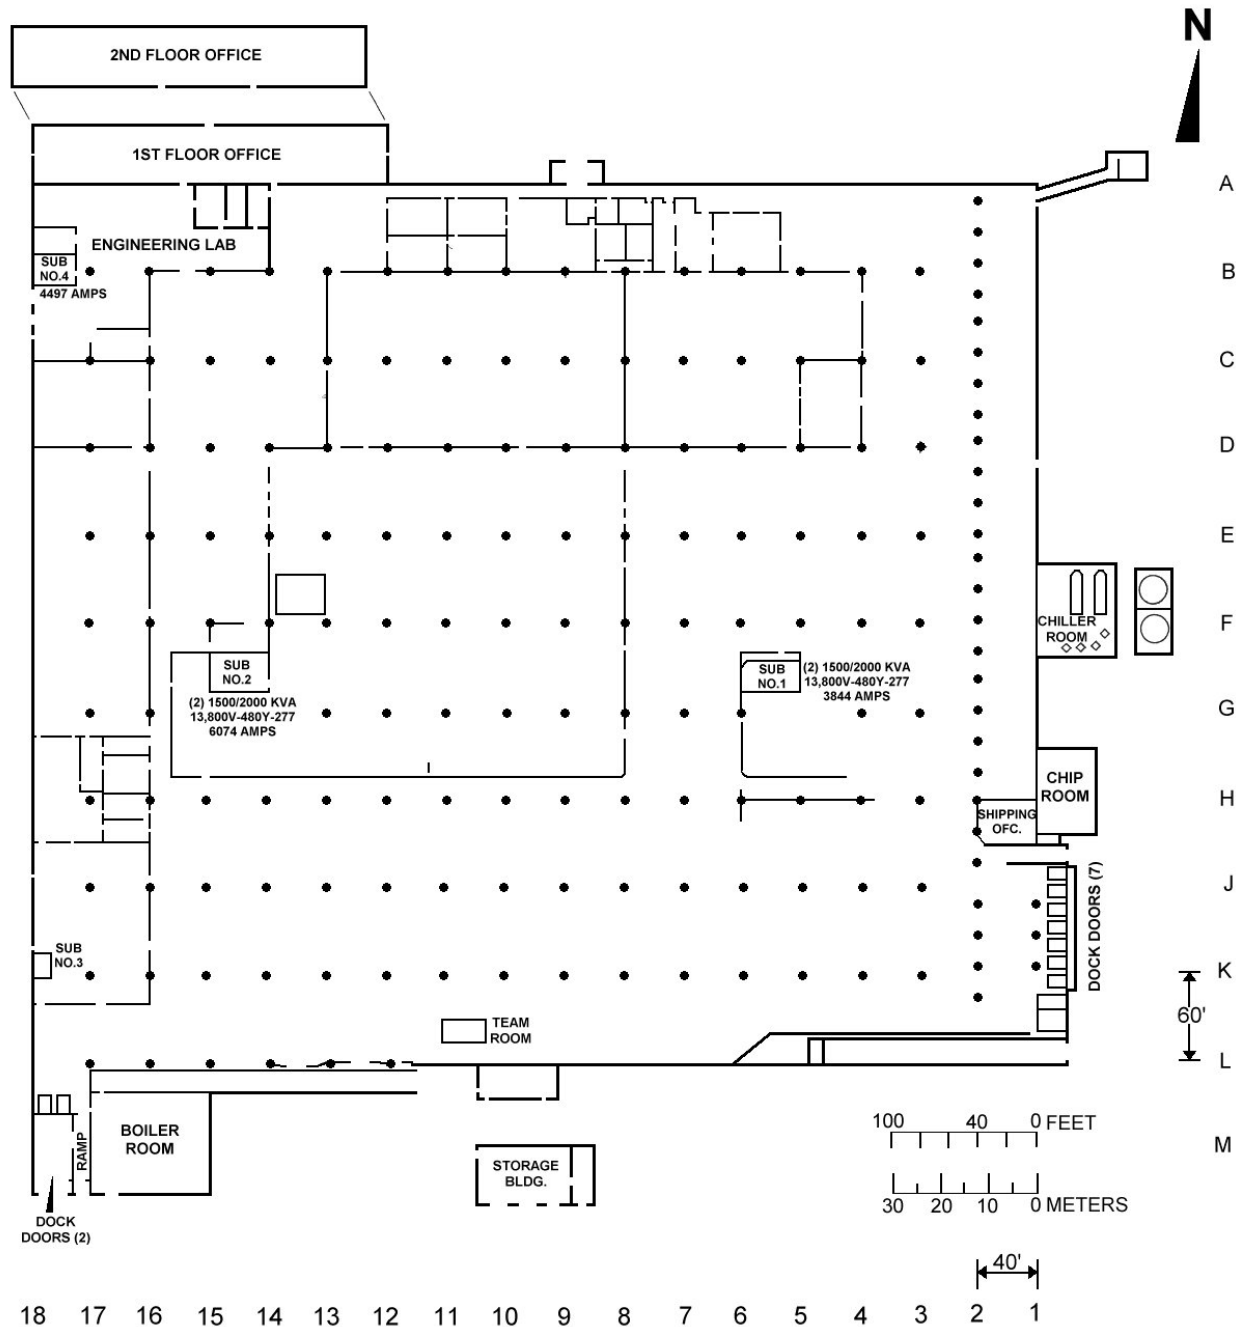 N
2ND FLOOR OFFICE
1ST FLOOR OFFICE
A
ENGINEERING LAB
SUB
NO.4
4497 AMPS
B
C
D
E
F
CHILLER
ROOM
SUB
NO.2
(2) 1500/2000 KVA
13,800V-480Y-277
6074 AMPS
SUB
NO.1
(2) 1500/2000 KVA
13,800V-480Y-277
3844 AMPS
G
CHIP
ROOM
H
SHIPPING
OFC.
J
DOCK DOORS (7)
SUB
NO.3
K
60'
TEAM
ROOM
L
BOILER
ROOM
RAMP
STORAGE
BLDG.
100 40 0 FEET
M
30 20 10 0 METERS
DOCK
DOORS (2)
40'
18 17 16 15 14 13 12 11 10 9 8 7 6 5 4 3 2 1